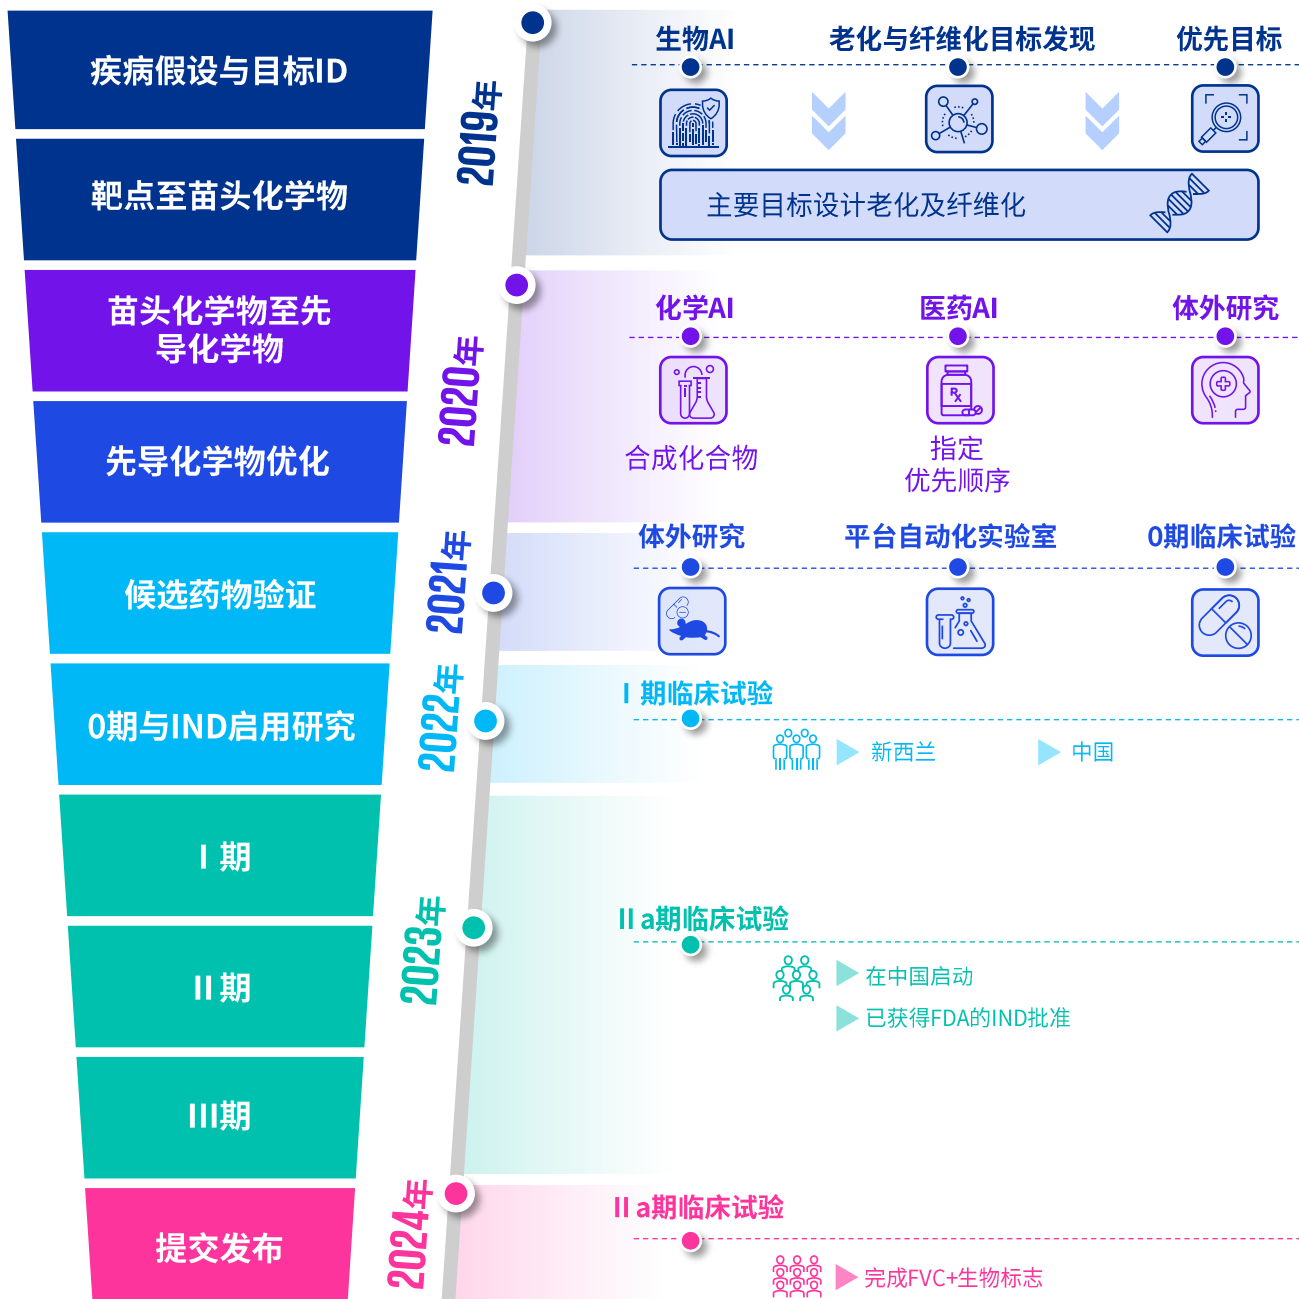 疾病假设与目标ID
靶点至苗头化学物
苗头化学物至先
导化学物
先导化学物优化
候选药物验证
0期与IND启用研究
I 期
II 期
III期
提交发布
2019年
生物AI
老化与纤维化目标发现
优先目标
主要目标设计老化及纤维化
2020年
化学AI
医药AI
体外研究
Rx
合成化合物
指定
优先顺序
2021年
体外研究
平台自动化实验室
0期临床试验
2022年
I 期临床试验
新西兰
中国
2023年
II a期临床试验
在中国启动
已获得FDA的IND批准
2024年
II a期临床试验
完成FVC+生物标志